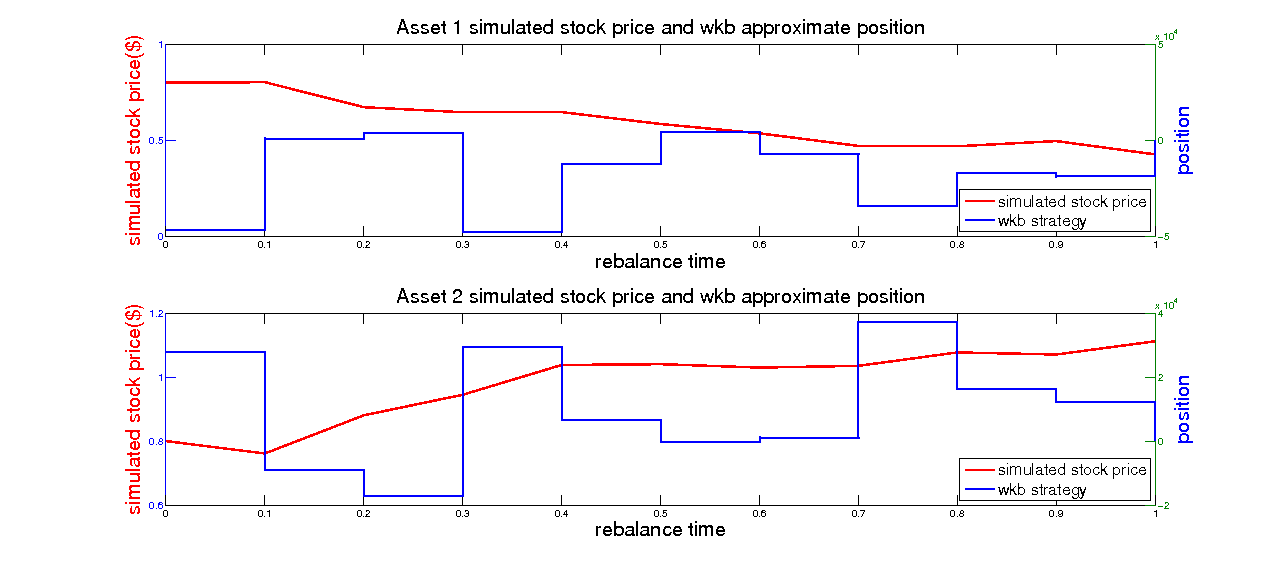 Asset 1 simulated stock price and wkb approximate position
x 10^4
simulated stock price($)
1
0.5
0
5
0
-5
position
simulated stock price
wkb strategy
0 0.1 0.2 0.3 0.4 0.5 0.6 0.7 0.8 0.9 1
rebalance time
Asset 2 simulated stock price and wkb approximate position
x 10^4
simulated stock price($)
1.2
1
0.8
0.6
4
2
0
-2
position
simulated stock price
wkb strategy
0 0.1 0.2 0.3 0.4 0.5 0.6 0.7 0.8 0.9 1
rebalance time